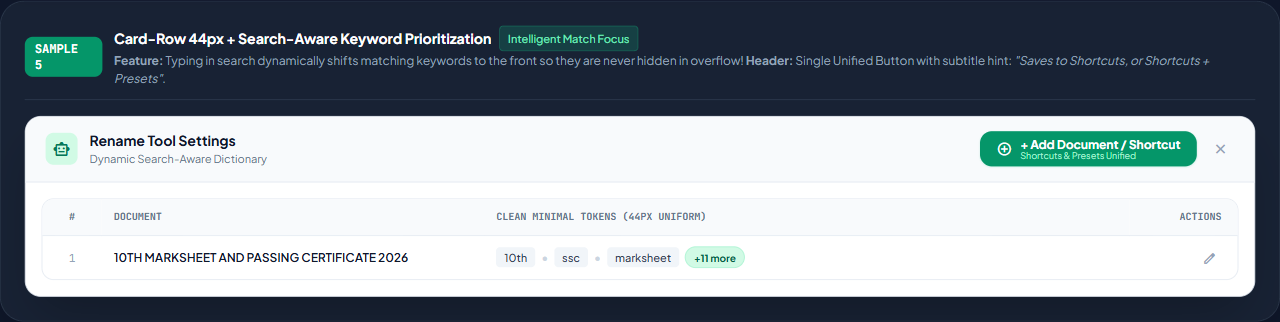 SAMPLE 5
Card-Row 44px + Search-Aware Keyword Prioritization Intelligent Match Focus
Feature: Typing in search dynamically shifts matching keywords to the front so they are never hidden in overflow! Header: Single Unified Button with subtitle hint: "Saves to Shortcuts, or Shortcuts +
Presets".
Rename Tool Settings
Dynamic Search-Aware Dictionary
+ Add Document / Shortcut
Shortcuts & Presets Unified
# DOCUMENT CLEAN MINIMAL TOKENS (44PX UNIFORM) ACTIONS
1 10TH MARKSHEET AND PASSING CERTIFICATE 2026 10th • ssc • marksheet +11 more